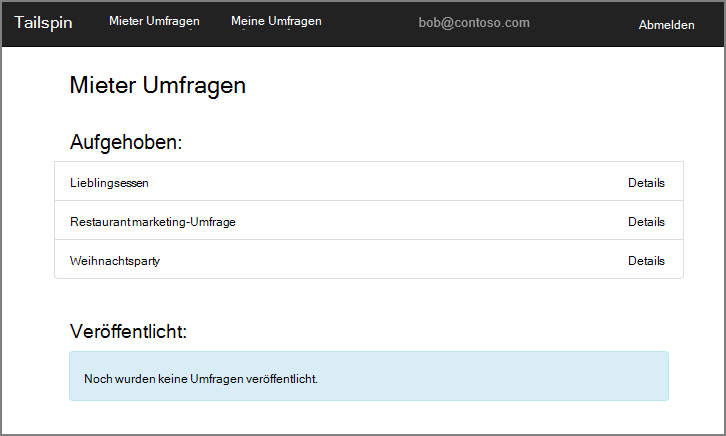 Tailspin Mieter Umfragen Meine Umfragen bob@contoso.com Abmelden
Mieter Umfragen
Aufgehoben:
Lieblingsessen Details
Restaurant marketing-Umfrage Details
Weihnachtsparty Details
Veröffentlicht:
Noch wurden keine Umfragen veröffentlicht.